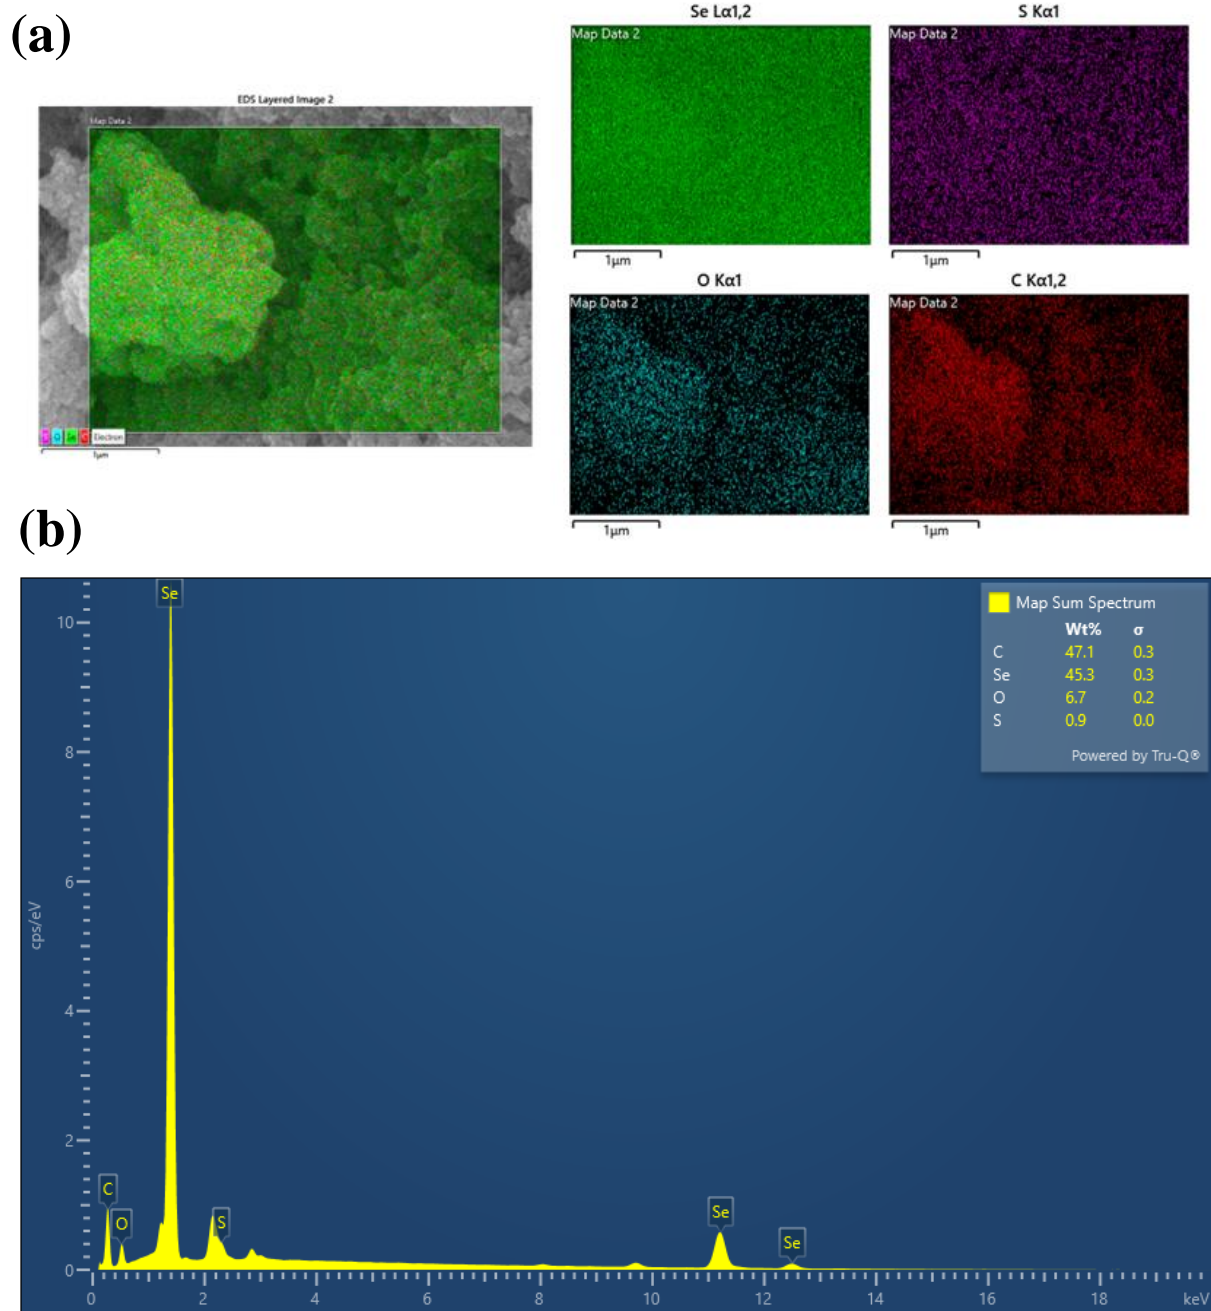 (a)
EDS Layered Image 2
Map Data 2
S O Se C Electron
1μm
Se Lα1,2
Map Data 2
1μm
S Kα1
Map Data 2
1μm
O Kα1
Map Data 2
1μm
C Kα1,2
Map Data 2
1μm
(b)
Map Sum Spectrum
Wt% σ
C 47.1 0.3
Se 45.3 0.3
O 6.7 0.2
S 0.9 0.0
Powered by Tru-Q®
cps/eV
10
8
6
4
2
0
Se
C
O
S
Se
Se
0 2 4 6 8 10 12 14 16 18 keV